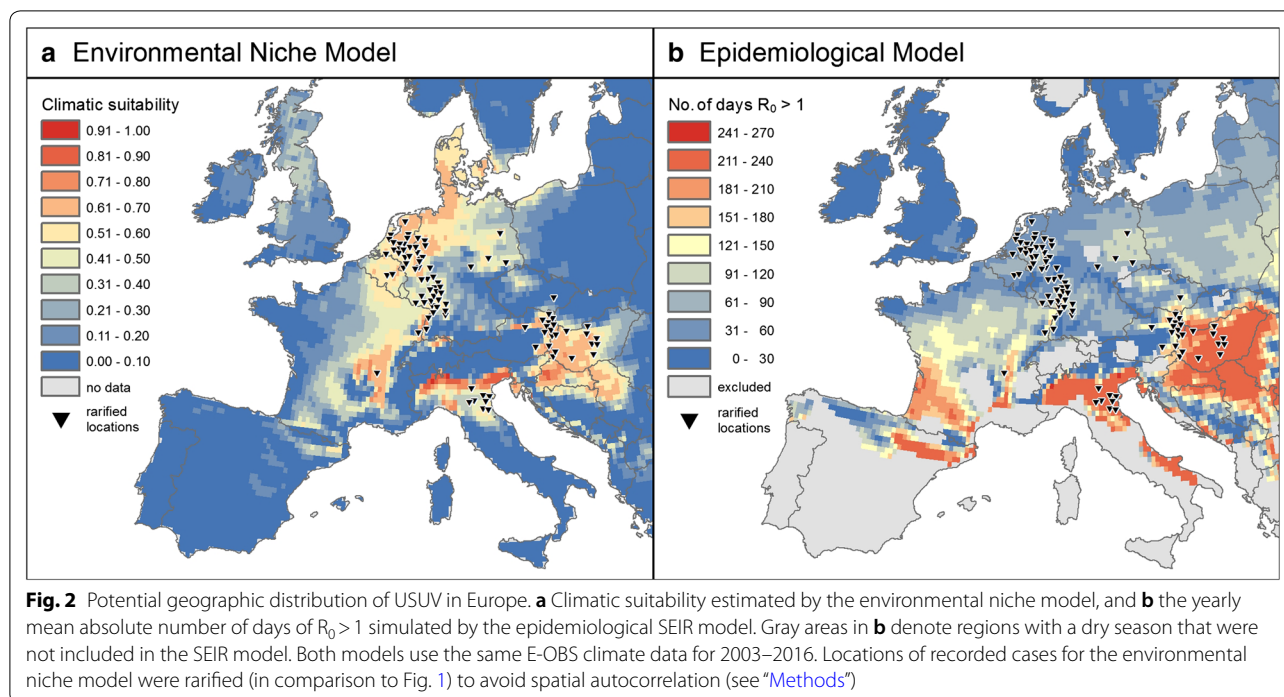 a Environmental Niche Model
Climatic suitability
0.91 - 1.00
0.81 - 0.90
0.71 - 0.80
0.61 - 0.70
0.51 - 0.60
0.41 - 0.50
0.31 - 0.40
0.21 - 0.30
0.11 - 0.20
0.00 - 0.10
no data
rarified
locations
b Epidemiological Model
No. of days R₀ > 1
241 - 270
211 - 240
181 - 210
151 - 180
121 - 150
91 - 120
61 - 90
31 - 60
0 - 30
excluded
rarified
locations
Fig. 2 Potential geographic distribution of USUV in Europe. a Climatic suitability estimated by the environmental niche model, and b the yearly
mean absolute number of days of R₀ > 1 simulated by the epidemiological SEIR model. Gray areas in b denote regions with a dry season that were
not included in the SEIR model. Both models use the same E-OBS climate data for 2003–2016. Locations of recorded cases for the environmental
niche model were rarified (in comparison to Fig. 1) to avoid spatial autocorrelation (see “Methods”)